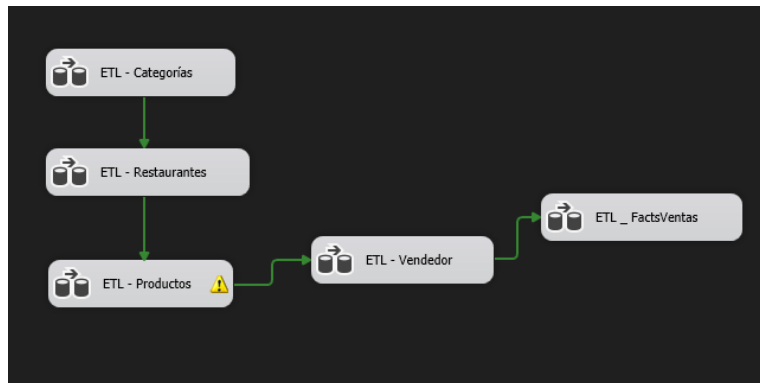 ETL - Categorías
ETL - Restaurantes
ETL - Productos
ETL - Vendedor
ETL _ FactsVentas